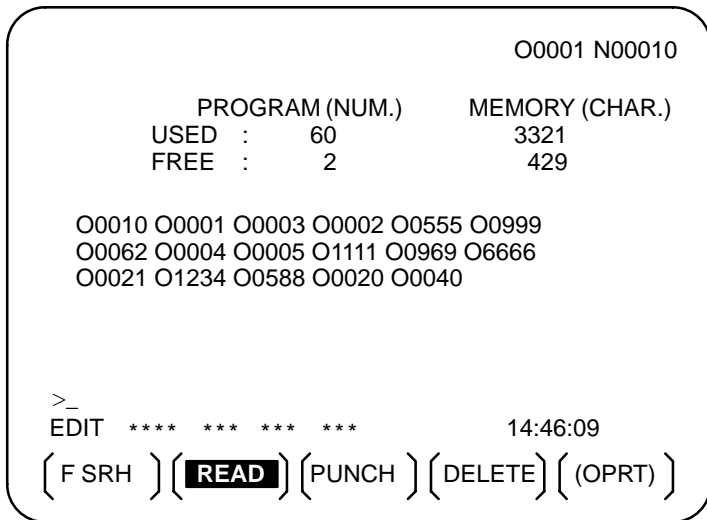 O0001 N00010
PROGRAM (NUM.) MEMORY (CHAR.)
USED : 60 3321
FREE : 2 429
O0010 O0001 O0003 O0002 O0555 O0999
O0062 O0004 O0005 O1111 O0969 O6666
O0021 O1234 O0588 O0020 O0040
>_
EDIT **** *** *** *** 14:46:09
F SRH READ PUNCH DELETE (OPRT)